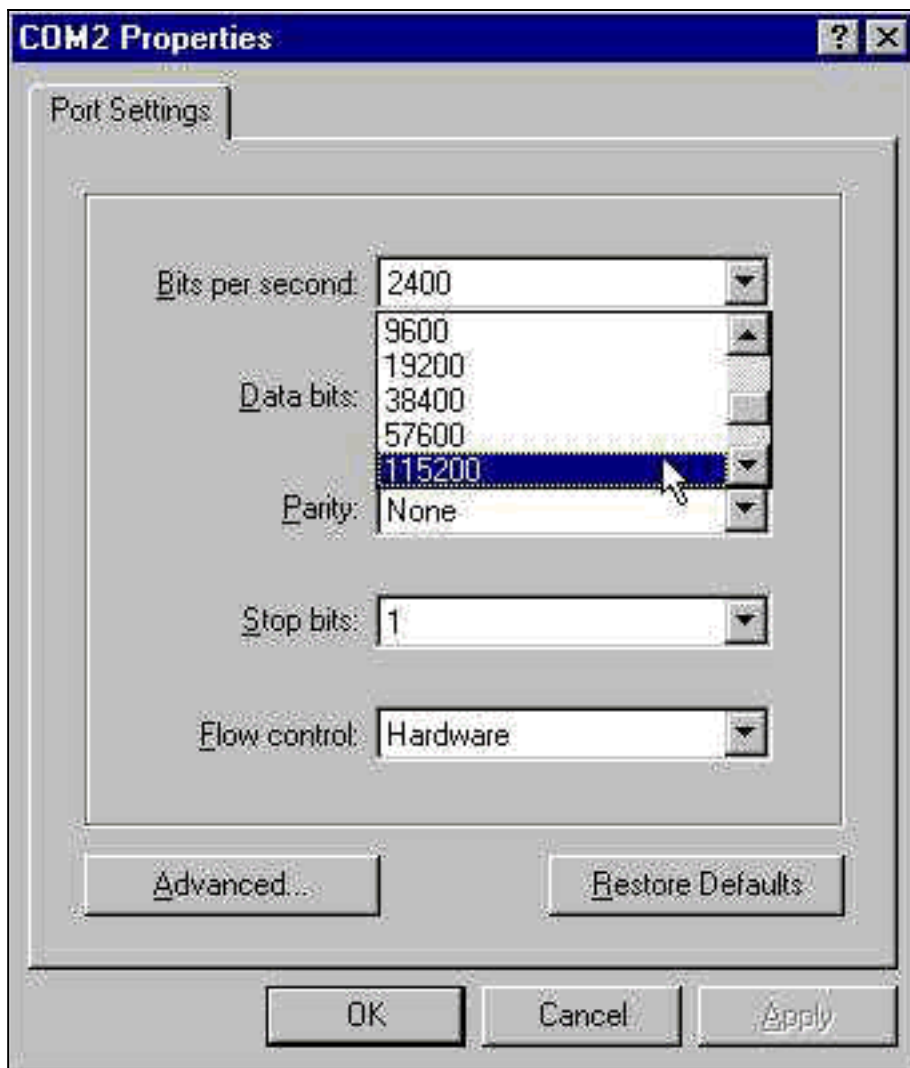 COM2 Properties
Port Settings
Bits per second: 2400
9600
19200
Data bits: 38400
57600
115200
Parity: None
Stop bits: 1
Flow control: Hardware
Advanced... Restore Defaults
OK Cancel Apply